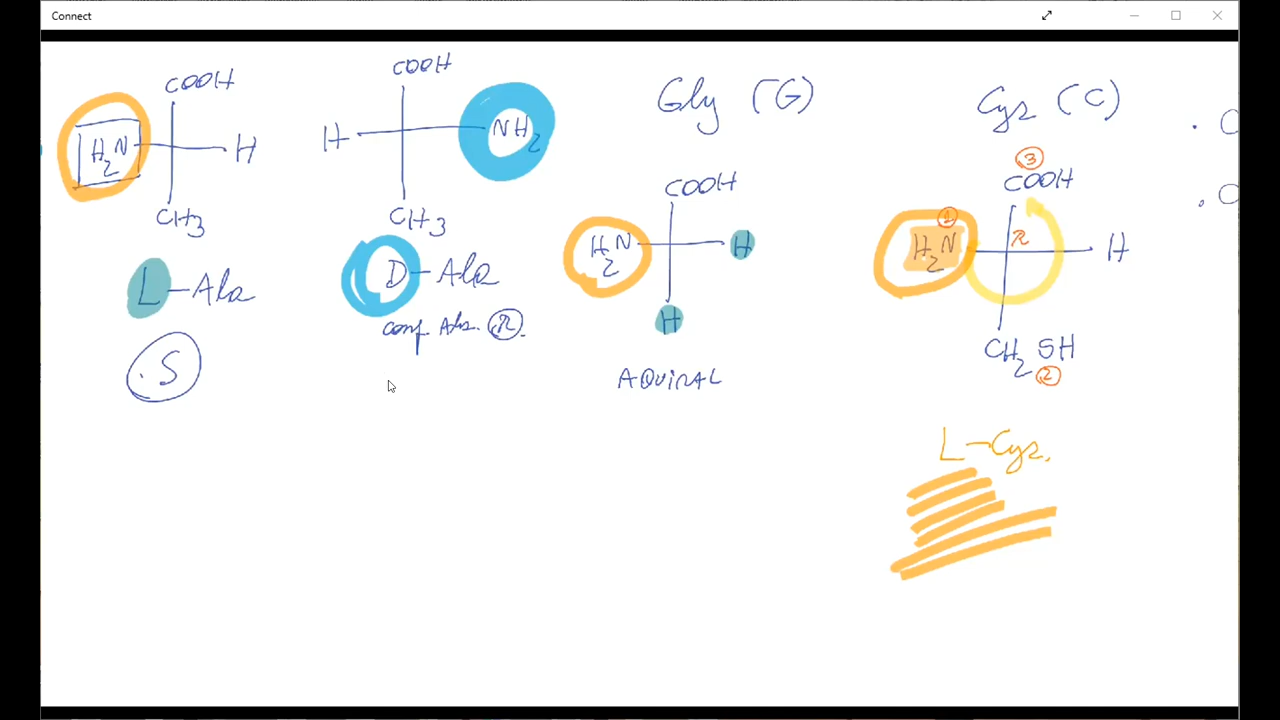 Connect
COOH
H2N
H
CH3
L-Ala
.S
COOH
H
NH2
CH3
D-Ala
conf Abs. R.
Gly (G)
COOH
H2N
H
H
AQUIRAL
Cys (C)
3
COOH
1
H2N
R
H
CH2SH
2
L-Cys.